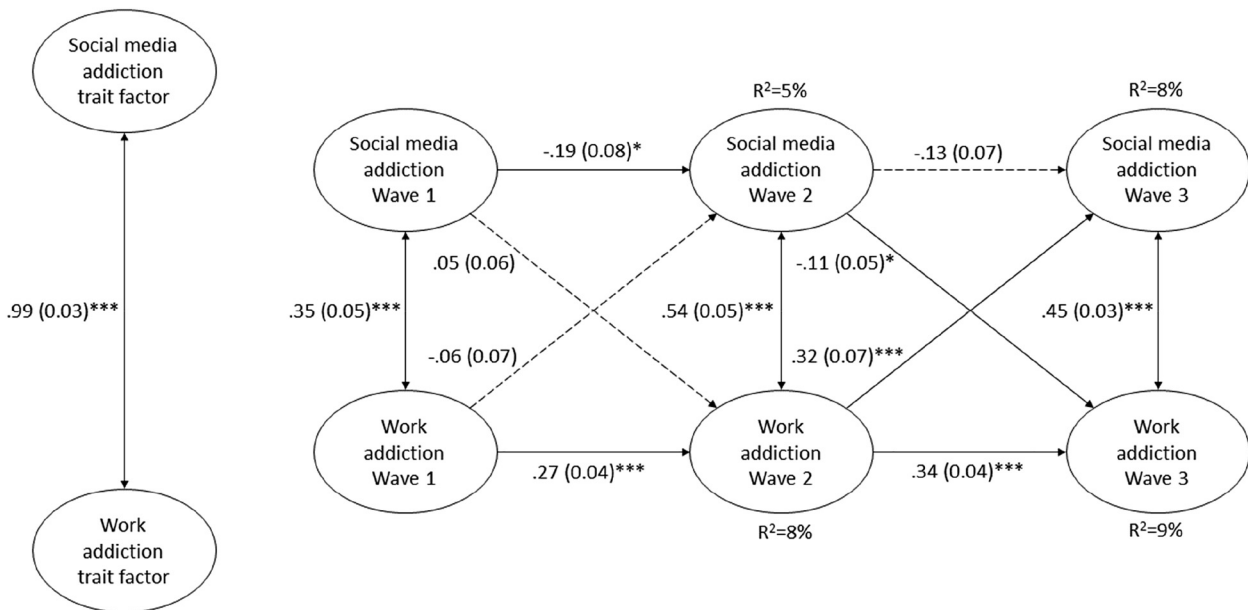 Social media
addiction
trait factor
.99 (0.03)***
Work
addiction
trait factor
R²=5%
R²=8%
Social media
addiction
Wave 1
-.19 (0.08)*
Social media
addiction
Wave 2
-.13 (0.07)
Social media
addiction
Wave 3
.05 (0.06)
-.11 (0.05)*
.35 (0.05)***
.54 (0.05)***
.45 (0.03)***
-.06 (0.07)
.32 (0.07)***
Work
addiction
Wave 1
.27 (0.04)***
Work
addiction
Wave 2
.34 (0.04)***
Work
addiction
Wave 3
R²=8%
R²=9%